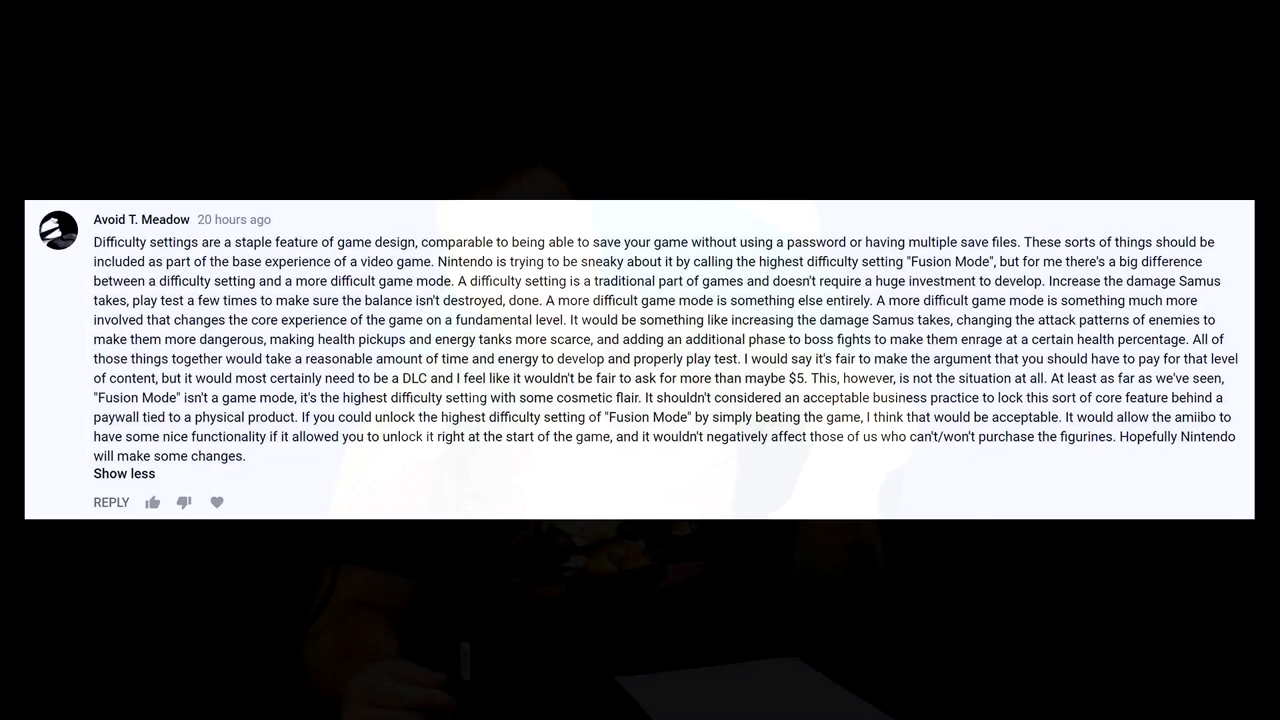 Avoid T. Meadow 20 hours ago
Difficulty settings are a staple feature of game design, comparable to being able to save your game without using a password or having multiple save files. These sorts of things should be
included as part of the base experience of a video game. Nintendo is trying to be sneaky about it by calling the highest difficulty setting "Fusion Mode", but for me there's a big difference
between a difficulty setting and a more difficult game mode. A difficulty setting is a traditional part of games and doesn't require a huge investment to develop. Increase the damage Samus
takes, play test a few times to make sure the balance isn't destroyed, done. A more difficult game mode is something else entirely. A more difficult game mode is something much more
involved that changes the core experience of the game on a fundamental level. It would be something like increasing the damage Samus takes, changing the attack patterns of enemies to
make them more dangerous, making health pickups and energy tanks more scarce, and adding an additional phase to boss fights to make them enrage at a certain health percentage. All of
those things together would take a reasonable amount of time and energy to develop and properly play test. I would say it's fair to make the argument that you should have to pay for that level
of content, but it would most certainly need to be a DLC and I feel like it wouldn't be fair to ask for more than maybe $5. This, however, is not the situation at all. At least as far as we've seen,
"Fusion Mode" isn't a game mode, it's the highest difficulty setting with some cosmetic flair. It shouldn't considered an acceptable business practice to lock this sort of core feature behind a
paywall tied to a physical product. If you could unlock the highest difficulty setting of "Fusion Mode" by simply beating the game, I think that would be acceptable. It would allow the amiibo to
have some nice functionality if it allowed you to unlock it right at the start of the game, and it wouldn't negatively affect those of us who can't/won't purchase the figurines. Hopefully Nintendo
will make some changes.
Show less
REPLY